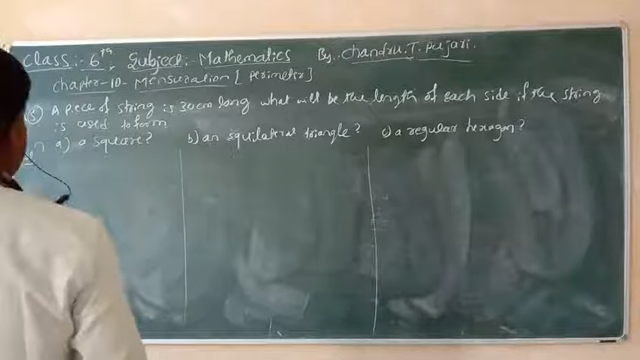 Class:- 6th Subject:- Mathematics By. Chandru. T. Pujari.
Chapter-10- Mensuration [Perimeter]
A piece of string is 30cm long what will be the length of each side if the string
is used to form
a) a square? b) an equilateral triangle? c) a regular hexagon?